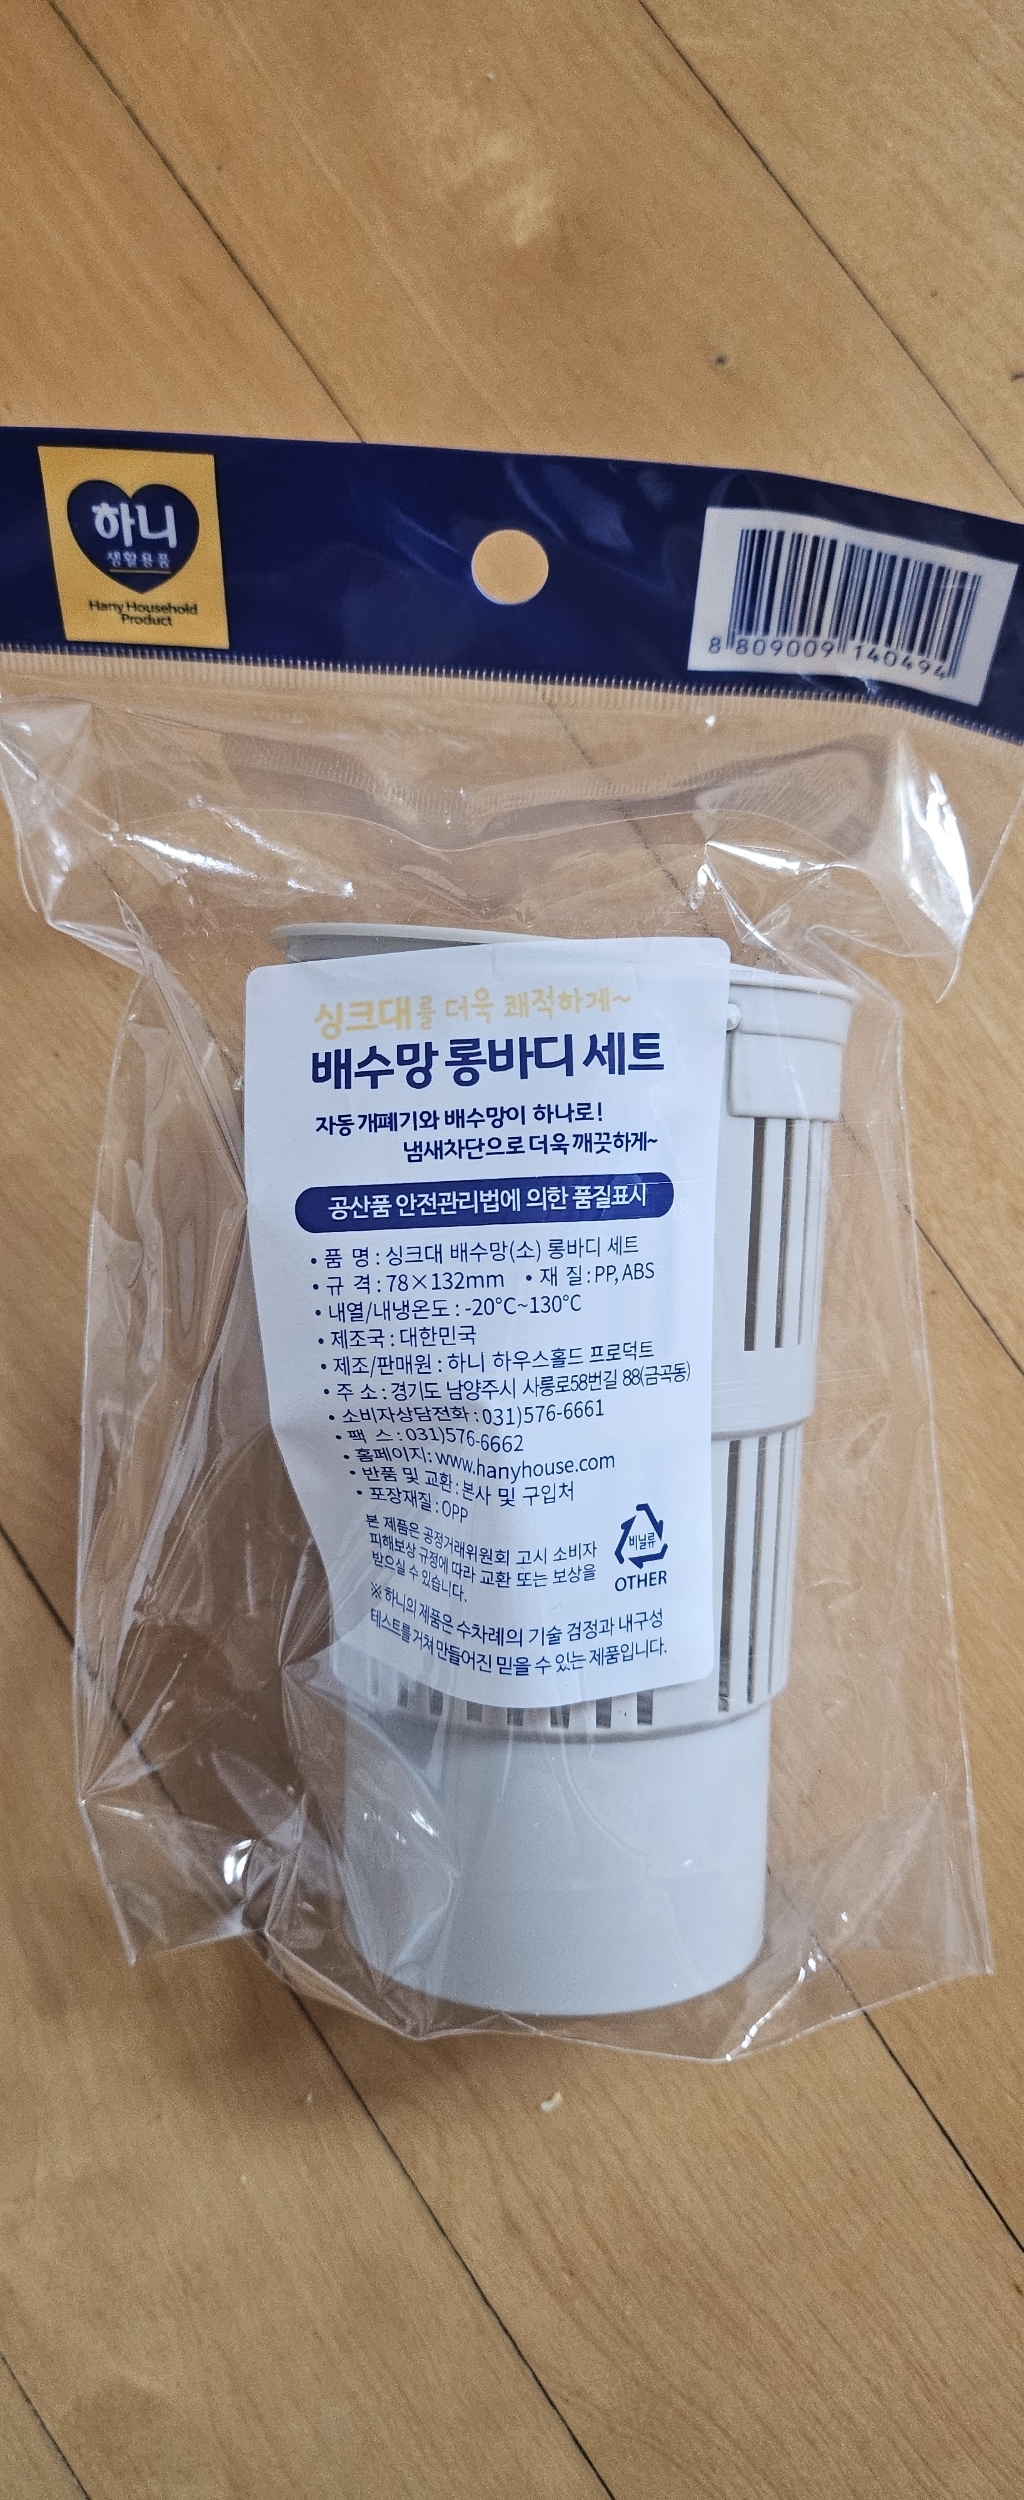 하니
생활용품
Hany Household
Product
8 809009 140494
싱크대를 더욱 쾌적하게~
배수망 롱바디 세트
자동 개폐기와 배수망이 하나로!
냄새차단으로 더욱 깨끗하게~
공산품 안전관리법에 의한 품질표시
• 품 명 : 싱크대 배수망(소) 롱바디 세트
• 규 격 : 78×132mm • 재 질 : PP, ABS
• 내열/내냉온도 : -20°C~130°C
• 제조국 : 대한민국
• 제조/판매원 : 하니 하우스홀드 프로덕트
• 주 소 : 경기도 남양주시 사릉로58번길 88(금곡동)
• 소비자상담전화 : 031)576-6661
• 팩 스 : 031)576-6662
• 홈페이지 : www.hanyhouse.com
• 반품 및 교환 : 본사 및 구입처
• 포장재질 : OPP
본 제품은 공정거래위원회 고시 소비자
피해보상 규정에 따라 교환 또는 보상을
받으실 수 있습니다.
비닐류
OTHER
※ 하니의 제품은 수차례의 기술 검정과 내구성
테스트를 거쳐 만들어진 믿을 수 있는 제품입니다.